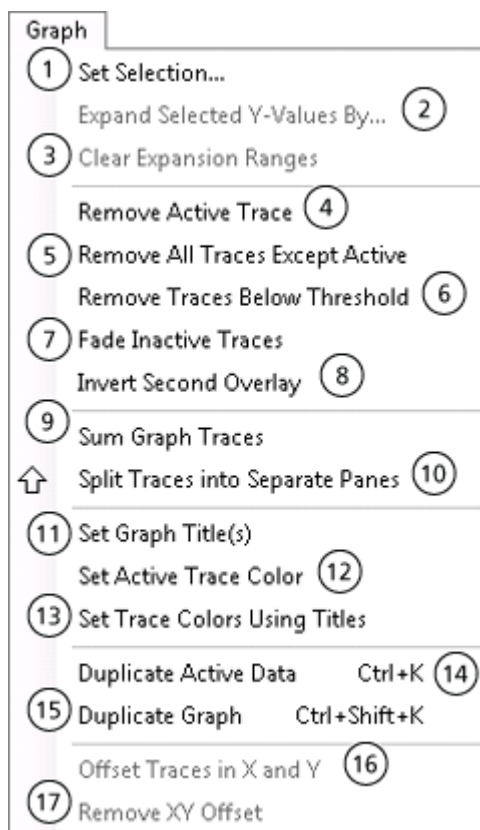 Graph
1 Set Selection...
Expand Selected Y-Values By... 2
3 Clear Expansion Ranges
Remove Active Trace 4
5 Remove All Traces Except Active
Remove Traces Below Threshold 6
7 Fade Inactive Traces
Invert Second Overlay 8
9 Sum Graph Traces
Split Traces into Separate Panes 10
11 Set Graph Title(s)
Set Active Trace Color 12
13 Set Trace Colors Using Titles
Duplicate Active Data Ctrl+K 14
15 Duplicate Graph Ctrl+Shift+K
Offset Traces in X and Y 16
17 Remove XY Offset